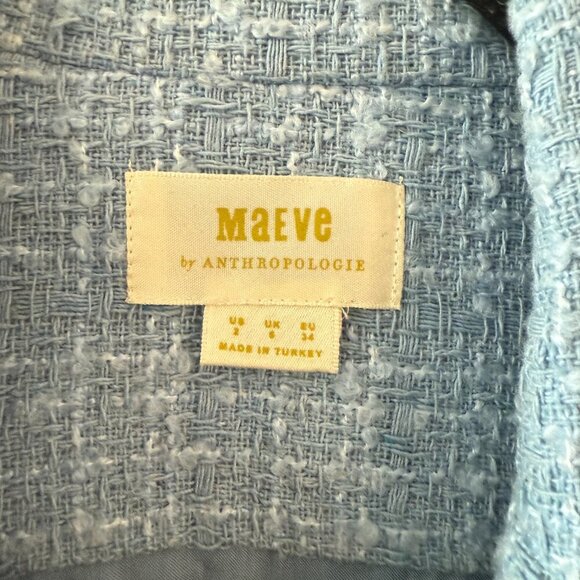 MaEve
by ANTHROPOLOGIE
US UK EU
2 6 34
MADE IN TURKEY